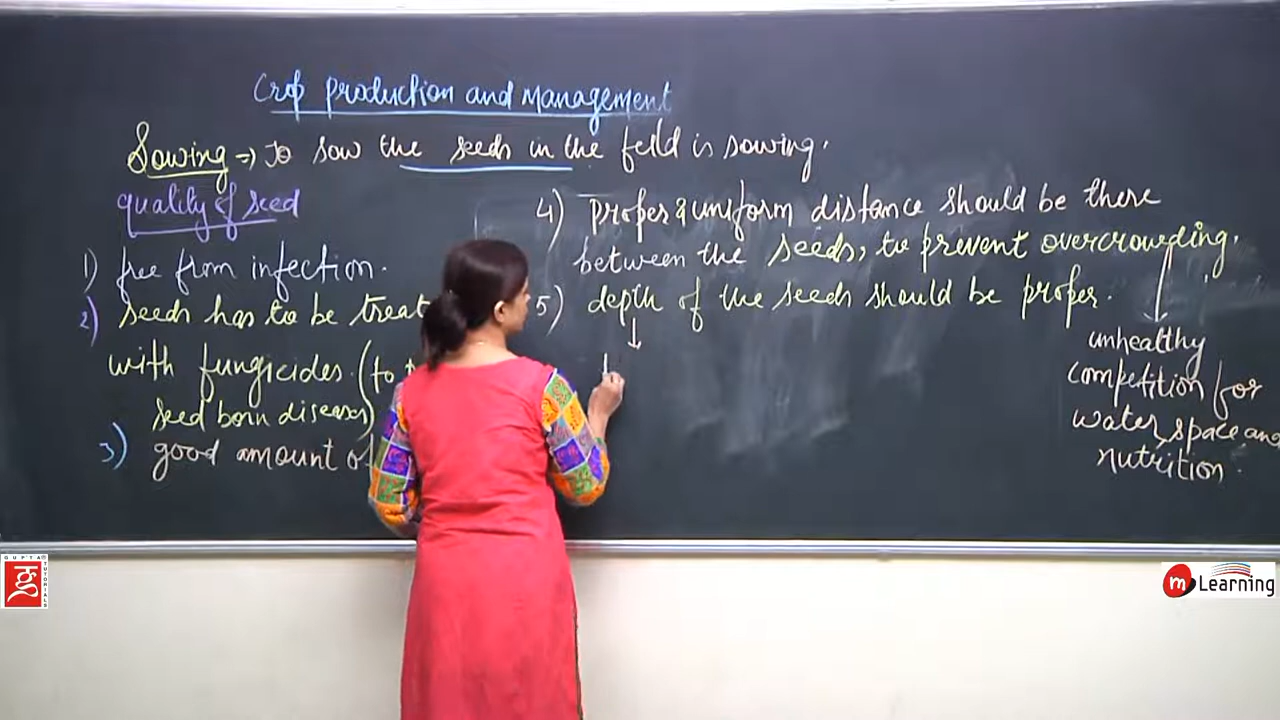 Crop production and Management
Sowing => To sow the seeds in the feild is sowing.
quality of seed
1) free from infection.
2) seeds has to be treat
with fungicides. (to
seed born diseases)
3) good amount of
4) Proper & uniform distance should be there
between the seeds, to prevent overcrowding.
5) depth of the seeds should be proper.
unhealthy
competition for
water, space and
nutrition.
GUPTA
TUTORIALS
m Learning